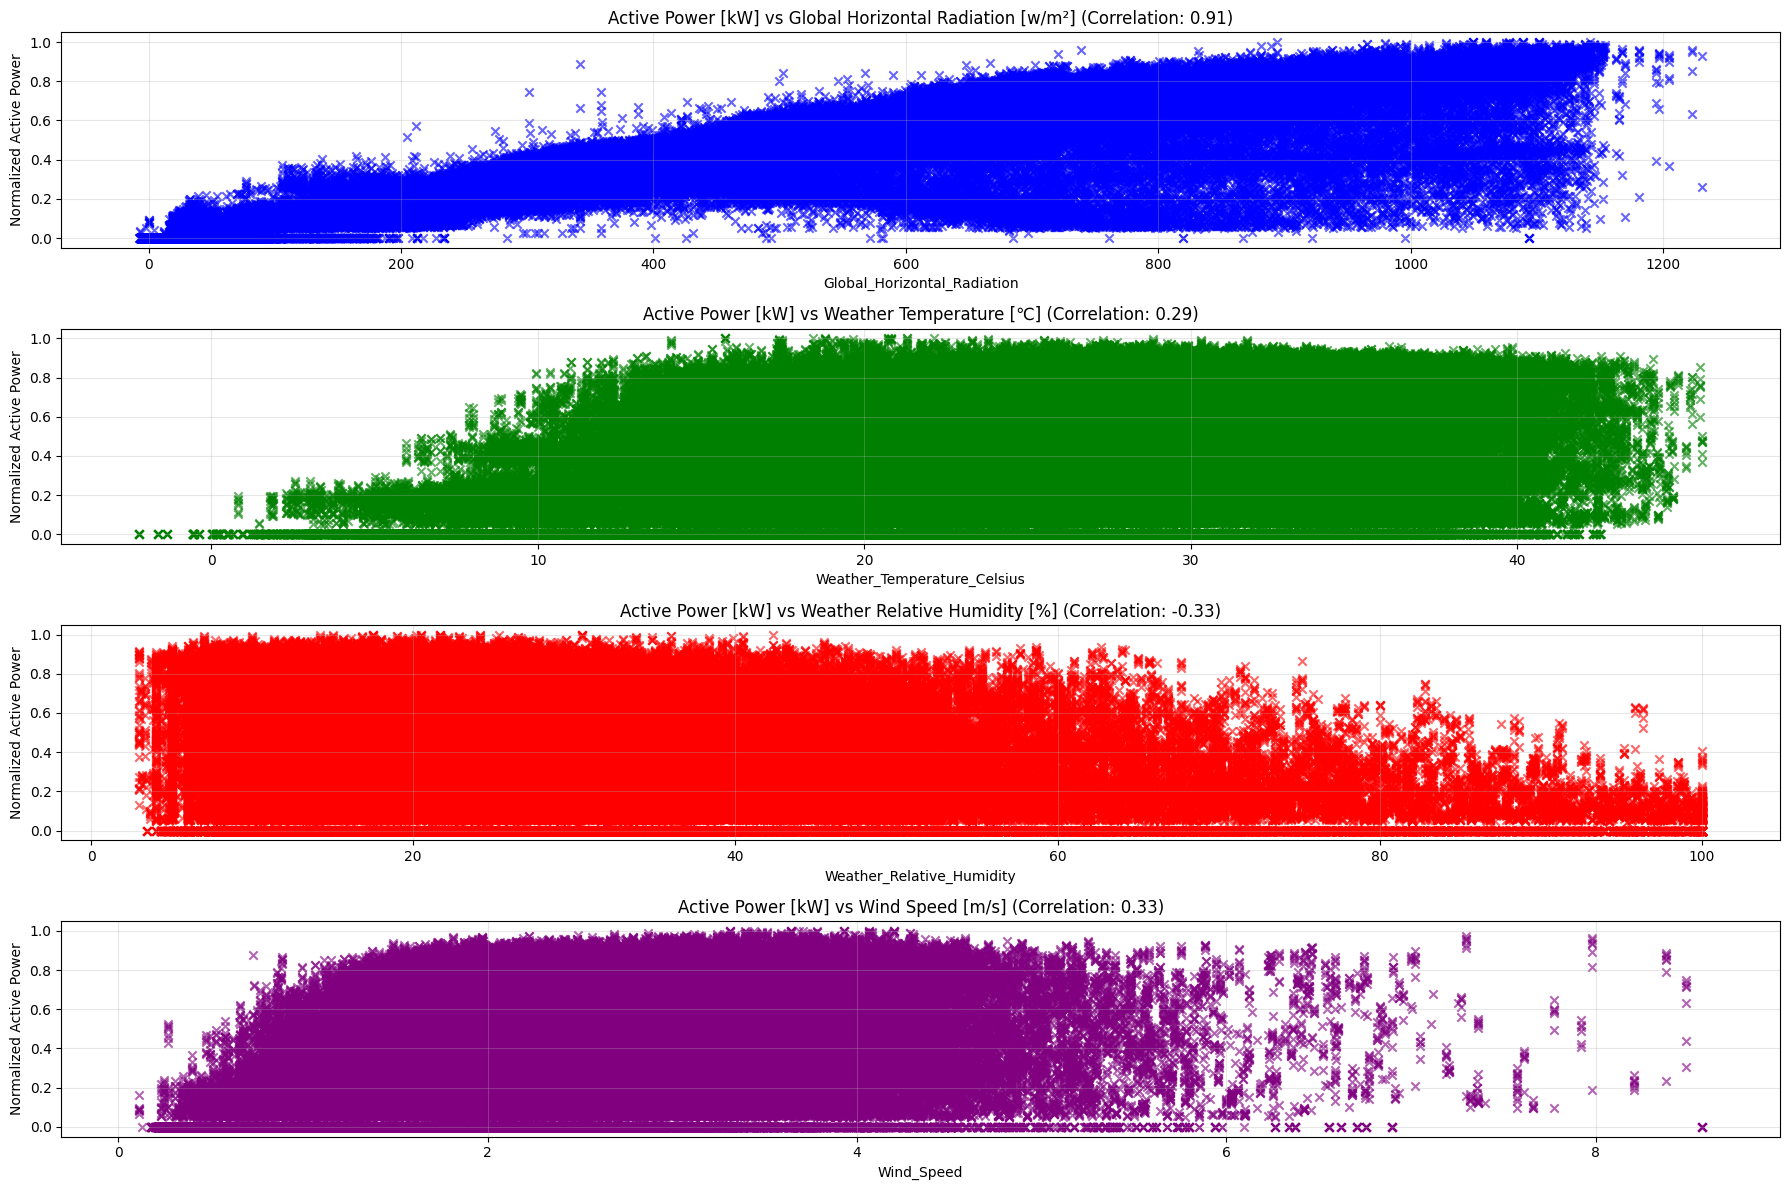 Active Power [kW] vs Global Horizontal Radiation [w/m²] (Correlation: 0.91)
Normalized Active Power
1.0
0.8
0.6
0.4
0.2
0.0
0 200 400 600 800 1000 1200
Global_Horizontal_Radiation
Active Power [kW] vs Weather Temperature [℃] (Correlation: 0.29)
Normalized Active Power
1.0
0.8
0.6
0.4
0.2
0.0
0 10 20 30 40
Weather_Temperature_Celsius
Active Power [kW] vs Weather Relative Humidity [%] (Correlation: -0.33)
Normalized Active Power
1.0
0.8
0.6
0.4
0.2
0.0
0 20 40 60 80 100
Weather_Relative_Humidity
Active Power [kW] vs Wind Speed [m/s] (Correlation: 0.33)
Normalized Active Power
1.0
0.8
0.6
0.4
0.2
0.0
0 2 4 6 8
Wind_Speed